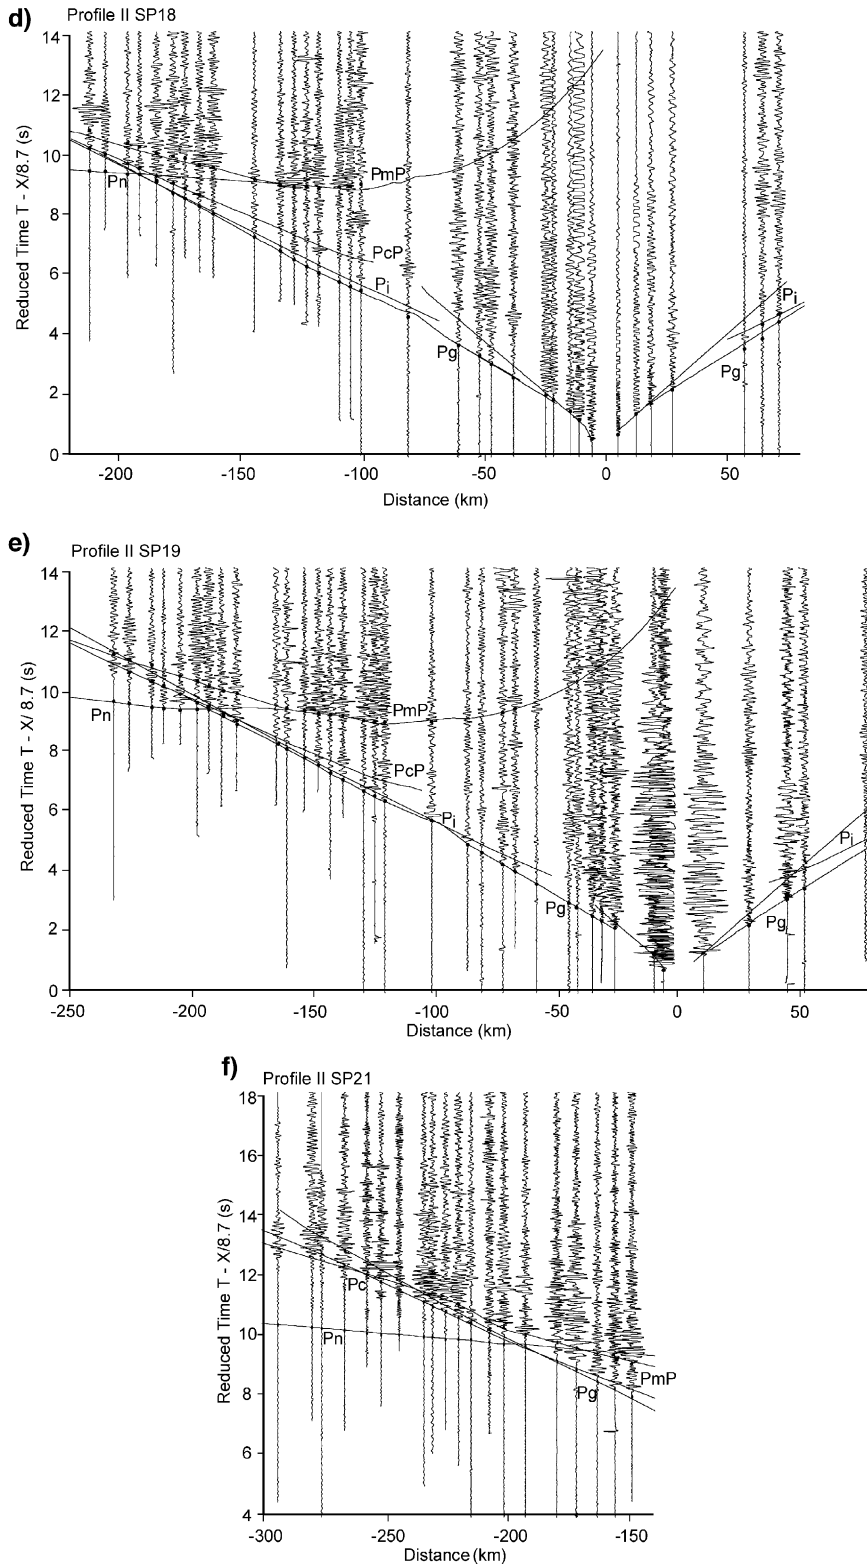 d)
Profile II SP18
14
12
10
8
6
4
2
0
Reduced Time T - X/8.7 (s)
Pn
PmP
PcP
Pi
Pg
Pi
Pg
-200
-150
-100
-50
0
50
Distance (km)
e)
Profile II SP19
14
12
10
8
6
4
2
0
Reduced Time T - X/ 8.7 (s)
Pn
PmP
PcP
Pi
Pg
Pi
Pg
-250
-200
-150
-100
-50
0
50
Distance (km)
f)
Profile II SP21
18
16
14
12
10
8
6
4
Reduced Time T - X/8.7 (s)
Pc
Pn
PmP
Pg
-300
-250
-200
-150
Distance (km)